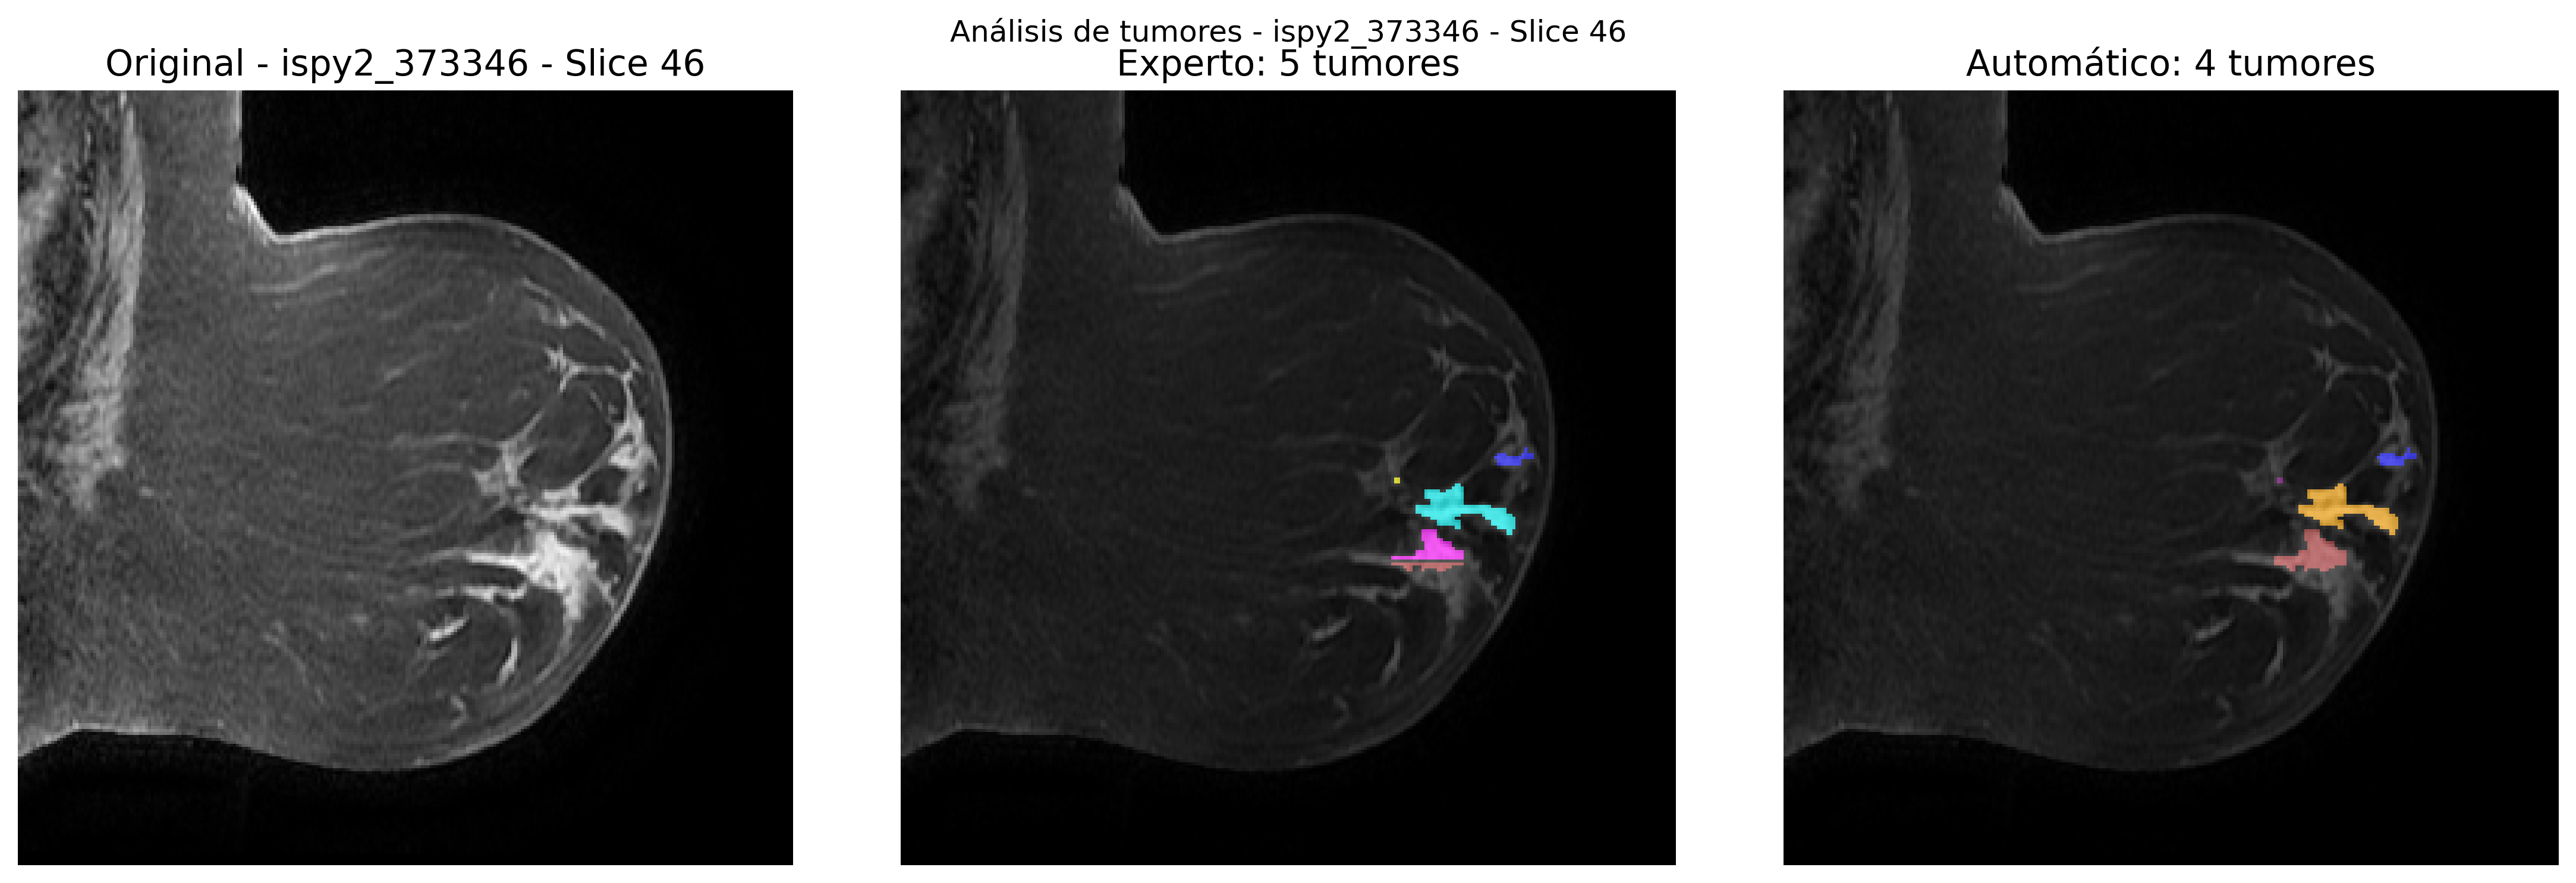 Análisis de tumores - ispy2_373346 - Slice 46
Original - ispy2_373346 - Slice 46
Experto: 5 tumores
Automático: 4 tumores